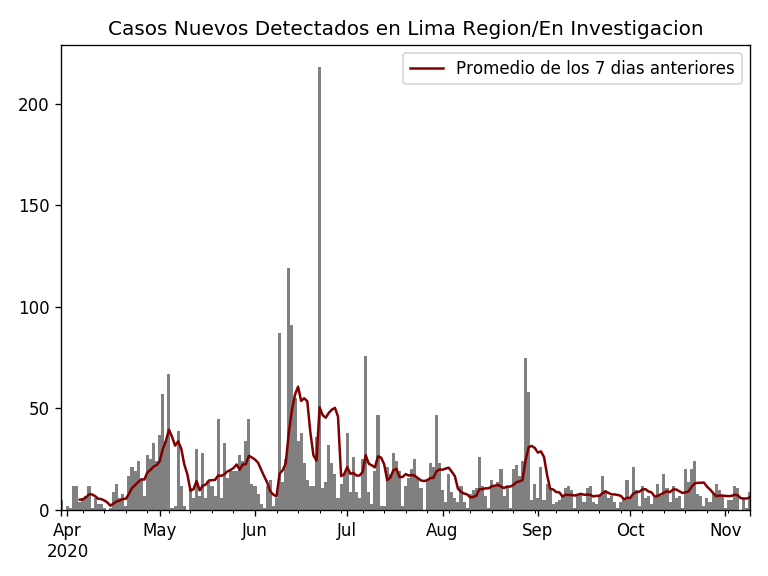 Casos Nuevos Detectados en Lima Region/En Investigacion
Promedio de los 7 dias anteriores
200
150
100
50
0
Apr May Jun Jul Aug Sep Oct Nov
2020